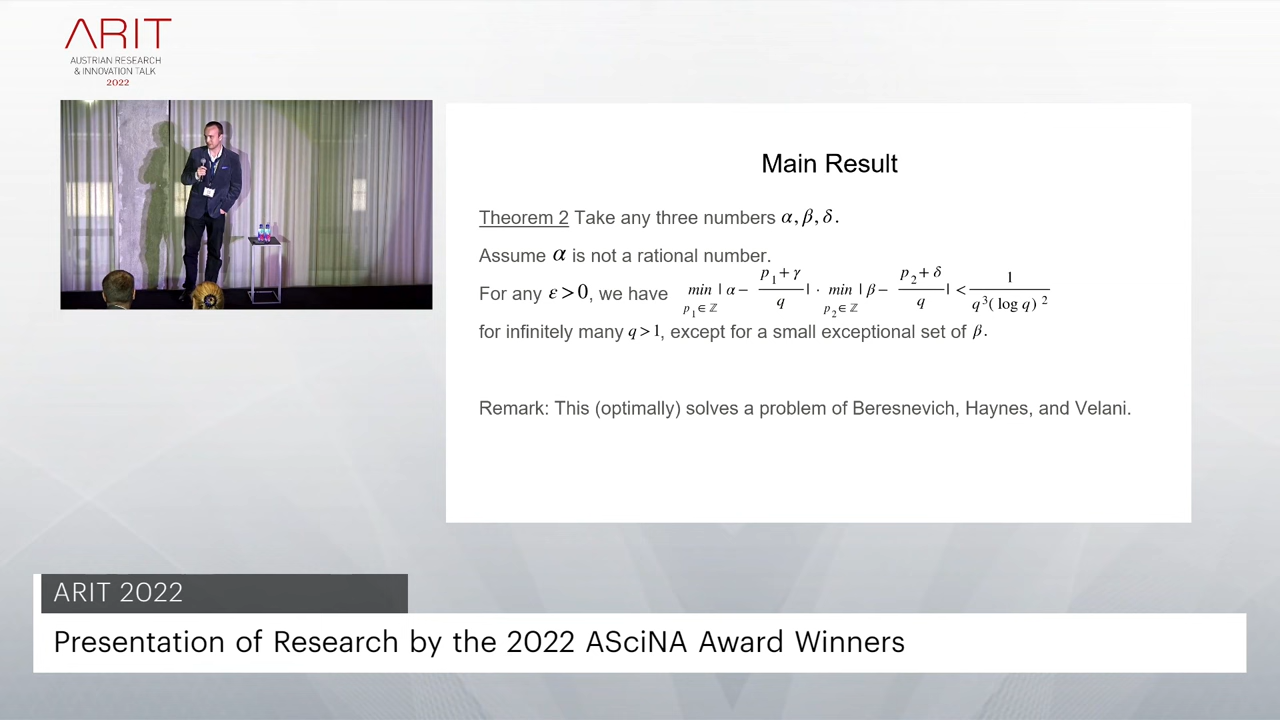 ARIT
AUSTRIAN RESEARCH
& INNOVATION TALK
2022
Main Result
Theorem 2 Take any three numbers α, β, δ.
Assume α is not a rational number.
For any ε > 0, we have min_{p₁∈ℤ} | α − (p₁ + γ)/q | · min_{p₂∈ℤ} | β − (p₂ + δ)/q | < 1/(q³(log q)²)
for infinitely many q > 1, except for a small exceptional set of β.
Remark: This (optimally) solves a problem of Beresnevich, Haynes, and Velani.
ARIT 2022
Presentation of Research by the 2022 ASciNA Award Winners